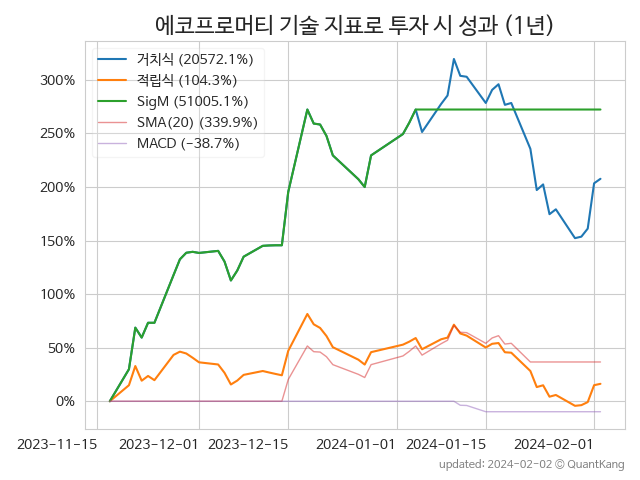 에코프로머티 기술 지표로 투자 시 성과 (1년)
거치식 (20572.1%)
적립식 (104.3%)
SigM (51005.1%)
SMA(20) (339.9%)
MACD (-38.7%)
300%
250%
200%
150%
100%
50%
0%
2023-11-15 2023-12-01 2023-12-15 2024-01-01 2024-01-15 2024-02-01
updated: 2024-02-02 © QuantKang